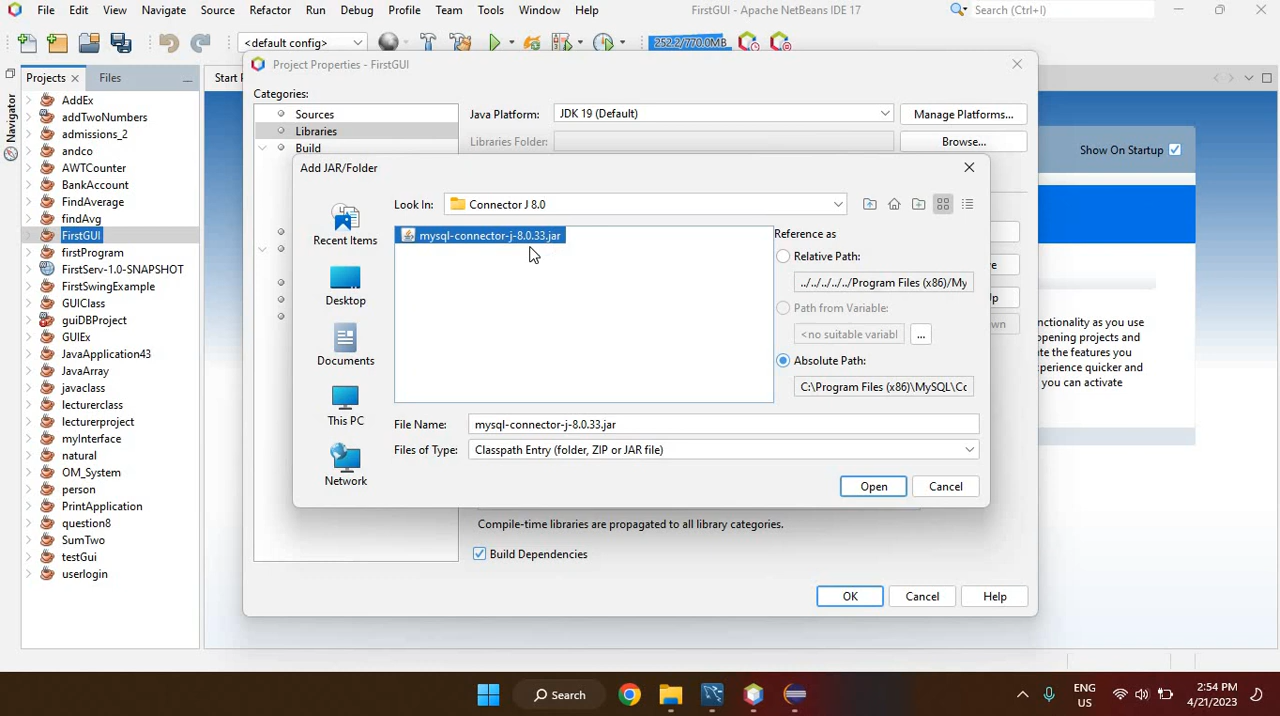 File Edit View Navigate Source Refactor Run Debug Profile Team Tools Window Help FirstGUI - Apache NetBeans IDE 17 Search (Ctrl+I)
<default config> 252.2/770.0MB
Projects Files Start
Navigator
AddEx
addTwoNumbers
admissions_2
andco
AWTCounter
BankAccount
FindAverage
findAvg
FirstGUI
firstProgram
FirstServ-1.0-SNAPSHOT
FirstSwingExample
GUIClass
guiDBProject
GUIEx
JavaApplication43
JavaArray
javaclass
lecturerclass
lecturerproject
myInterface
natural
OM_System
person
PrintApplication
question8
SumTwo
testGui
userlogin
Project Properties - FirstGUI
Categories:
Sources
Libraries
Build
Java Platform: JDK 19 (Default) Manage Platforms...
Libraries Folder: Browse...
Add JAR/Folder
Look In: Connector J 8.0
Recent Items
Desktop
Documents
This PC
Network
mysql-connector-j-8.0.33.jar
Reference as
Relative Path:
../../../../../Program Files (x86)/My
Path from Variable:
<no suitable variabl ...
Absolute Path:
C:\Program Files (x86)\MySQL\Cc
File Name: mysql-connector-j-8.0.33.jar
Files of Type: Classpath Entry (folder, ZIP or JAR file)
Open Cancel
Compile-time libraries are propagated to all library categories.
Build Dependencies
OK Cancel Help
Show On Startup
nctionality as you use
opening projects and
te the features you
xperience quicker and
you can activate
Search
ENG
US
2:54 PM
4/21/2023